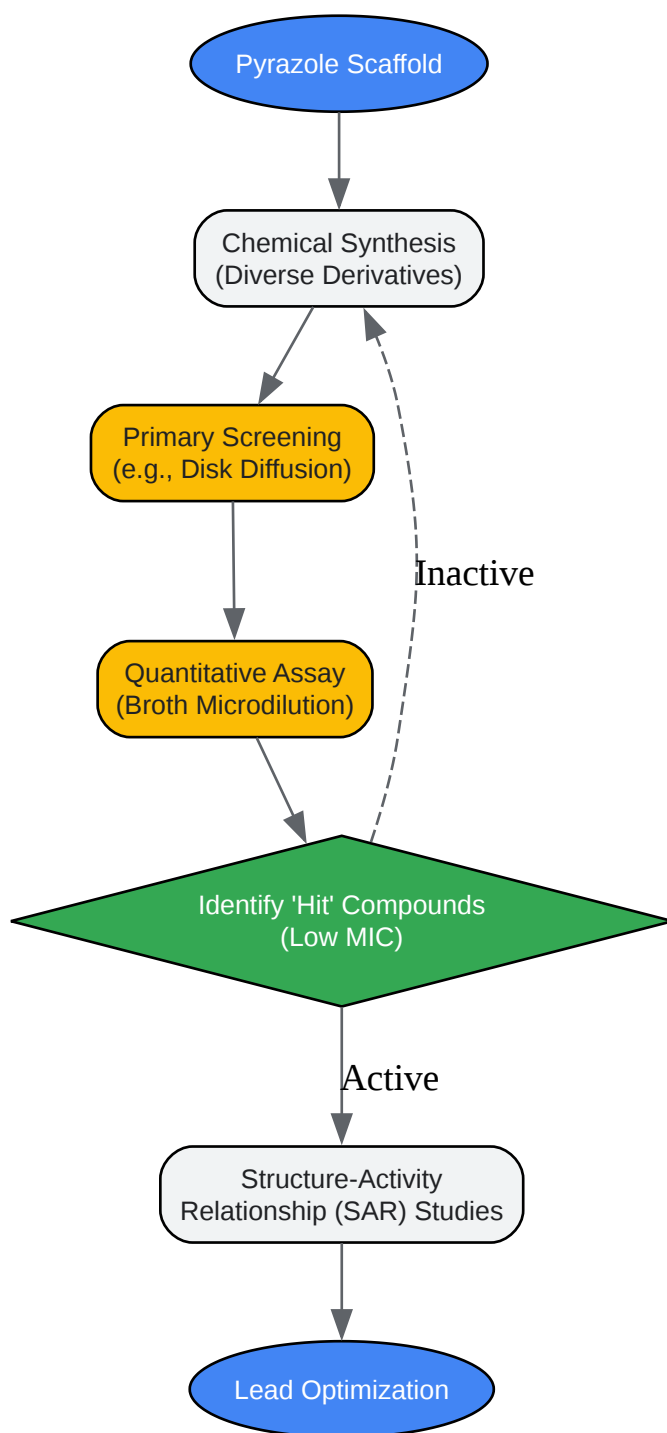 Pyrazole Scaffold
Chemical Synthesis
(Diverse Derivatives)
Primary Screening
(e.g., Disk Diffusion)
Inactive
Quantitative Assay
(Broth Microdilution)
Identify 'Hit' Compounds
(Low MIC)
Active
Structure-Activity
Relationship (SAR) Studies
Lead Optimization